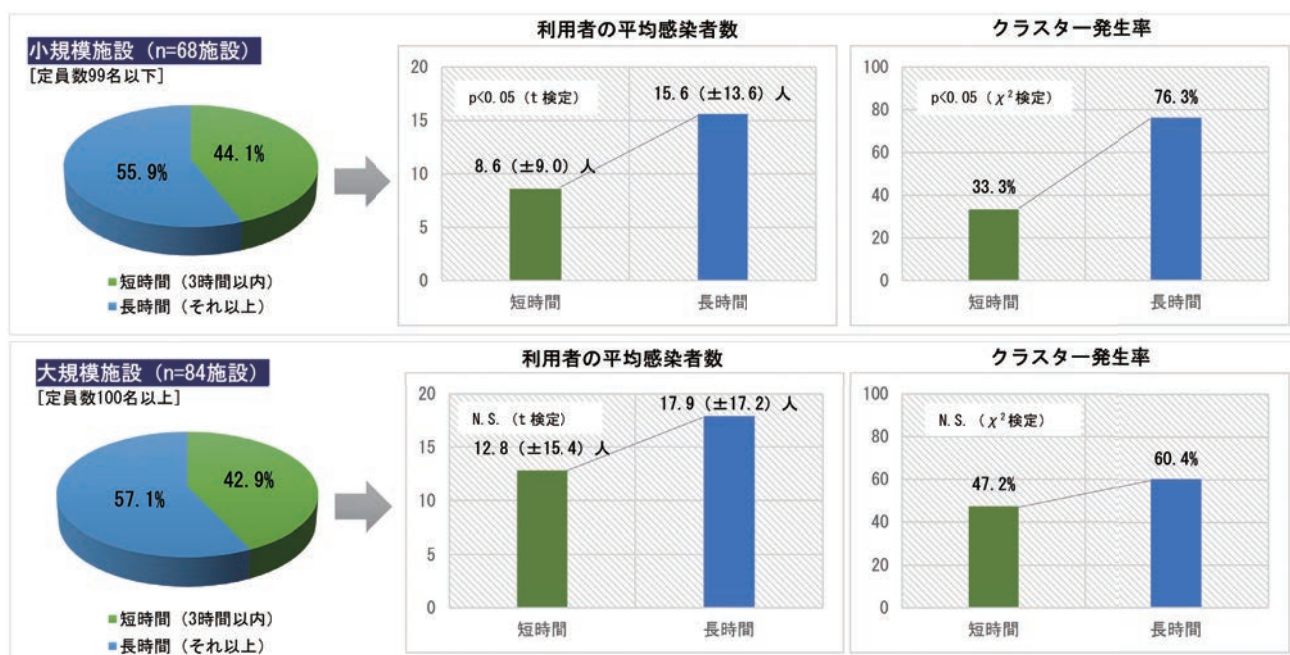 小規模施設（n=68施設）
[定員数99名以下]
44.1%
55.9%
■短時間（3時間以内）
■長時間（それ以上）
利用者の平均感染者数
20
15
10
5
0
p<0.05（t検定）
8.6（±9.0）人
15.6（±13.6）人
短時間
長時間
クラスター発生率
100
80
60
40
20
0
p<0.05（χ²検定）
33.3%
76.3%
短時間
長時間
大規模施設（n=84施設）
[定員数100名以上]
42.9%
57.1%
■短時間（3時間以内）
■長時間（それ以上）
利用者の平均感染者数
20
15
10
5
0
N.S.（t検定）
12.8（±15.4）人
17.9（±17.2）人
短時間
長時間
クラスター発生率
100
80
60
40
20
0
N.S.（χ²検定）
47.2%
60.4%
短時間
長時間